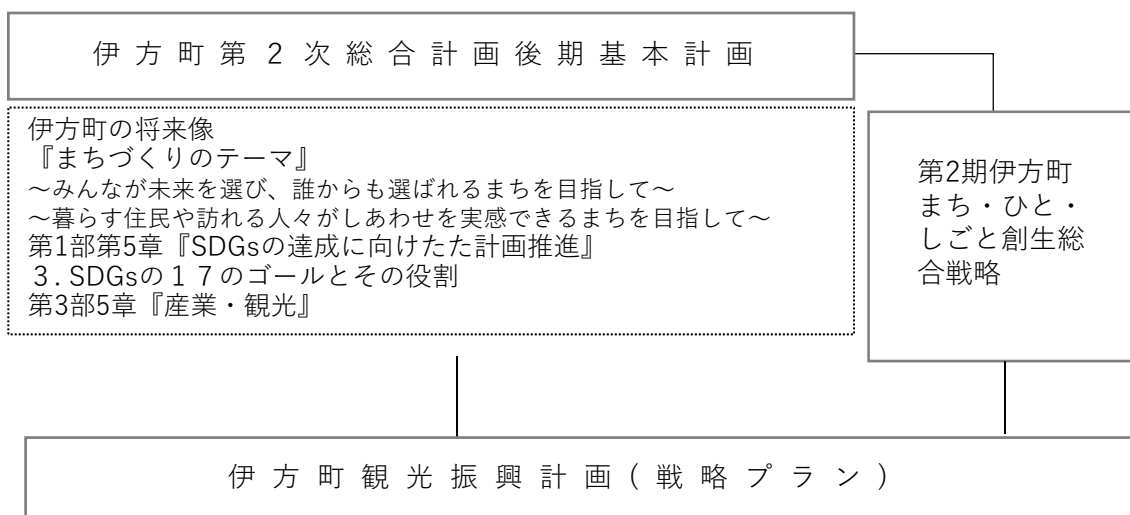 伊方町第２次総合計画後期基本計画
伊方町の将来像
『まちづくりのテーマ』
～みんなが未来を選び、誰からも選ばれるまちを目指して～
～暮らす住民や訪れる人々がしあわせを実感できるまちを目指して～
第1部第5章『SDGsの達成に向けたた計画推進』
３.SDGsの１７のゴールとその役割
第3部5章『産業・観光』
第2期伊方町
まち・ひと・
しごと創生総
合戦略
伊方町観光振興計画(戦略プラン)